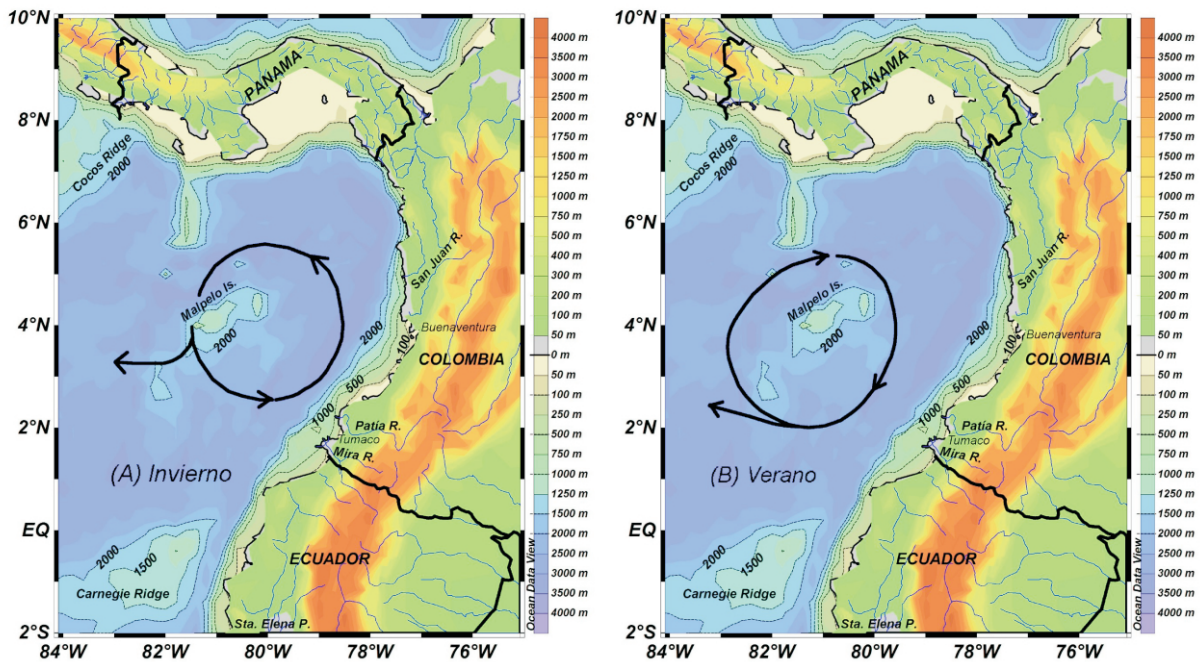 10°N
8°N
6°N
4°N
2°N
EQ
2°S
84°W
82°W
80°W
78°W
76°W
PANAMA
Cocos Ridge
2000
San Juan R.
Malpelo Is.
2000
2000
Buenaventura
100
COLOMBIA
500
1000
Patía R.
Tumaco
Mira R.
(A) Invierno
ECUADOR
2000
1500
Carnegie Ridge
Sta. Elena P.
4000 m
3500 m
3000 m
2500 m
2000 m
1750 m
1500 m
1000 m
750 m
500 m
400 m
300 m
200 m
100 m
50 m
0 m
50 m
100 m
250 m
500 m
750 m
1000 m
1250 m
1500 m
2000 m
2500 m
3000 m
3500 m
4000 m
Ocean Data View
10°N
8°N
6°N
4°N
2°N
EQ
2°S
84°W
82°W
80°W
78°W
76°W
PANAMA
Cocos Ridge
2000
San Juan R.
Malpelo Is.
2000
2000
Buenaventura
100
COLOMBIA
500
1000
Patía R.
Tumaco
Mira R.
(B) Verano
ECUADOR
2000
1500
Carnegie Ridge
Sta. Elena P.
4000 m
3500 m
3000 m
2500 m
2000 m
1750 m
1500 m
1000 m
750 m
500 m
400 m
300 m
200 m
100 m
50 m
0 m
50 m
100 m
250 m
500 m
750 m
1000 m
1250 m
1500 m
2000 m
2500 m
3000 m
3500 m
4000 m
Ocean Data View